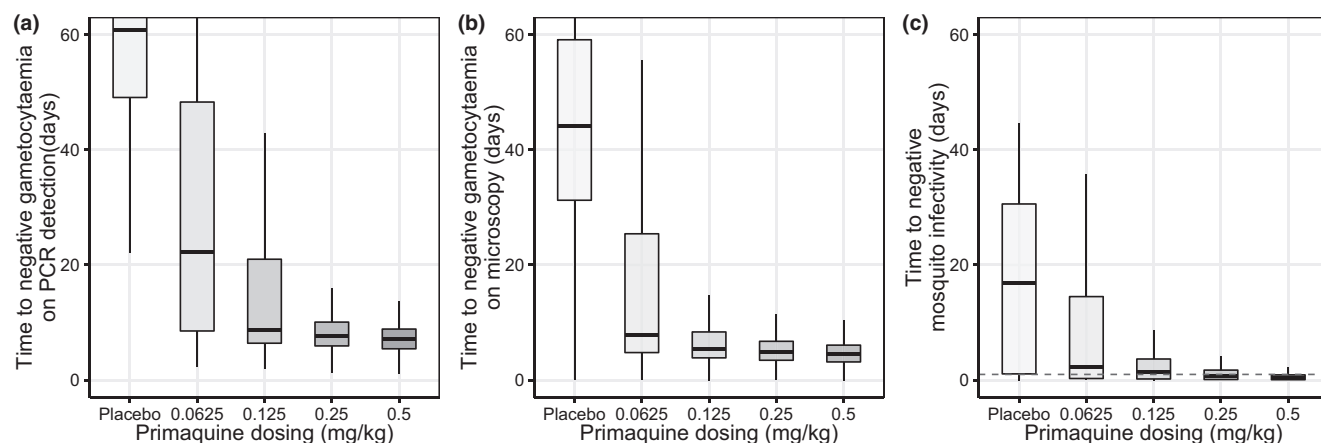 (a)
Time to negative gametocytaemia
on PCR detection(days)
60
40
20
0
Placebo 0.0625 0.125 0.25 0.5
Primaquine dosing (mg/kg)
(b)
Time to negative gametocytaemia
on microscopy (days)
60
40
20
0
Placebo 0.0625 0.125 0.25 0.5
Primaquine dosing (mg/kg)
(c)
Time to negative
mosquito infectivity (days)
60
40
20
0
Placebo 0.0625 0.125 0.25 0.5
Primaquine dosing (mg/kg)